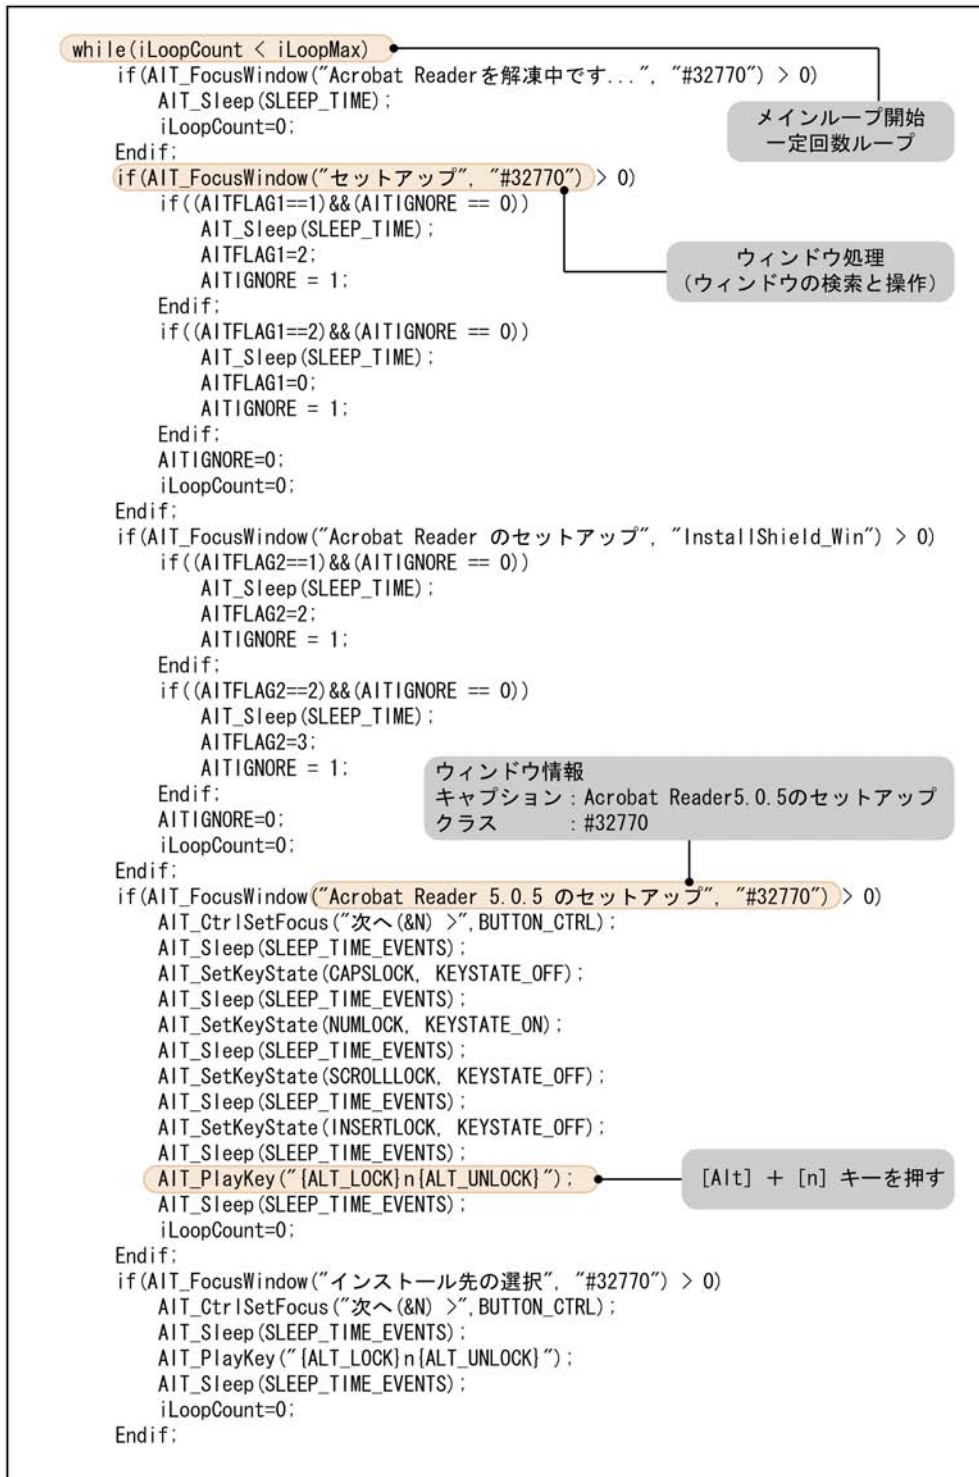 while(iLoopCount < iLoopMax)
if(AIT_FocusWindow("Acrobat Readerを解凍中です...", "#32770") > 0)
AIT_Sleep(SLEEP_TIME);
iLoopCount=0;
メインループ開始
一定回数ループ
Endif;
if(AIT_FocusWindow("セットアップ", "#32770") > 0)
if((AITFLAG1==1)&&(AITIGNORE == 0))
AIT_Sleep(SLEEP_TIME);
AITFLAG1=2;
AITIGNORE = 1;
ウィンドウ処理
(ウィンドウの検索と操作)
Endif;
if((AITFLAG1==2)&&(AITIGNORE == 0))
AIT_Sleep(SLEEP_TIME);
AITFLAG1=0;
AITIGNORE = 1;
Endif;
AITIGNORE=0;
iLoopCount=0;
Endif;
if(AIT_FocusWindow("Acrobat Reader のセットアップ", "InstallShield_Win") > 0)
if((AITFLAG2==1)&&(AITIGNORE == 0))
AIT_Sleep(SLEEP_TIME);
AITFLAG2=2;
AITIGNORE = 1;
Endif;
if((AITFLAG2==2)&&(AITIGNORE == 0))
AIT_Sleep(SLEEP_TIME);
AITFLAG2=3;
AITIGNORE = 1;
Endif;
AITIGNORE=0;
iLoopCount=0;
ウィンドウ情報
キャプション:Acrobat Reader5.0.5のセットアップ
クラス :#32770
Endif;
if(AIT_FocusWindow("Acrobat Reader 5.0.5 のセットアップ", "#32770") > 0)
AIT_CtrlSetFocus("次へ(&N) >",BUTTON_CTRL);
AIT_Sleep(SLEEP_TIME_EVENTS);
AIT_SetKeyState(CAPSLOCK, KEYSTATE_OFF);
AIT_Sleep(SLEEP_TIME_EVENTS);
AIT_SetKeyState(NUMLOCK, KEYSTATE_ON);
AIT_Sleep(SLEEP_TIME_EVENTS);
AIT_SetKeyState(SCROLLLOCK, KEYSTATE_OFF);
AIT_Sleep(SLEEP_TIME_EVENTS);
AIT_SetKeyState(INSERTLOCK, KEYSTATE_OFF);
AIT_Sleep(SLEEP_TIME_EVENTS);
AIT_PlayKey("{ALT_LOCK}n{ALT_UNLOCK}");
[Alt] + [n] キーを押す
AIT_Sleep(SLEEP_TIME_EVENTS);
iLoopCount=0;
Endif;
if(AIT_FocusWindow("インストール先の選択", "#32770") > 0)
AIT_CtrlSetFocus("次へ(&N) >",BUTTON_CTRL);
AIT_Sleep(SLEEP_TIME_EVENTS);
AIT_PlayKey("{ALT_LOCK}n{ALT_UNLOCK}");
AIT_Sleep(SLEEP_TIME_EVENTS);
iLoopCount=0;
Endif;